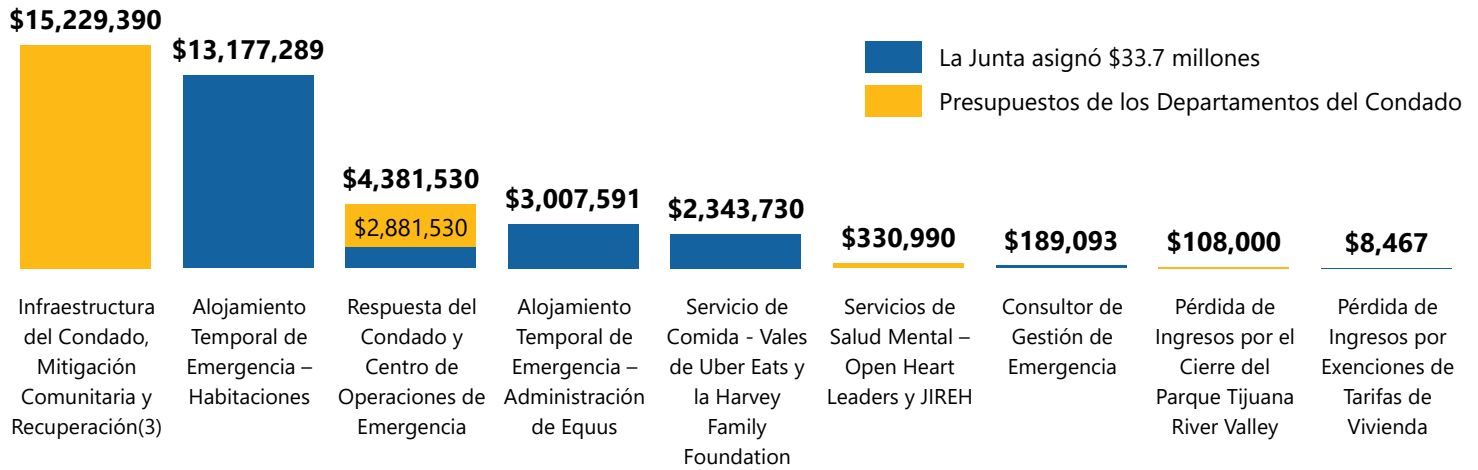 $15,229,390
$13,177,289
$4,381,530
$2,881,530
$3,007,591
$2,343,730
$330,990
$189,093
$108,000
$8,467
La Junta asignó $33.7 millones
Presupuestos de los Departamentos del Condado
Infraestructura
del Condado,
Mitigación
Comunitaria y
Recuperación(3)
Alojamiento
Temporal de
Emergencia –
Habitaciones
Respuesta del
Condado y
Centro de
Operaciones de
Emergencia
Alojamiento
Temporal de
Emergencia –
Administración
de Equus
Servicio de
Comida - Vales
de Uber Eats y
la Harvey
Family
Foundation
Servicios de
Salud Mental –
Open Heart
Leaders y JIREH
Consultor de
Gestión de
Emergencia
Pérdida de
Ingresos por el
Cierre del
Parque Tijuana
River Valley
Pérdida de
Ingresos por
Exenciones de
Tarifas de
Vivienda